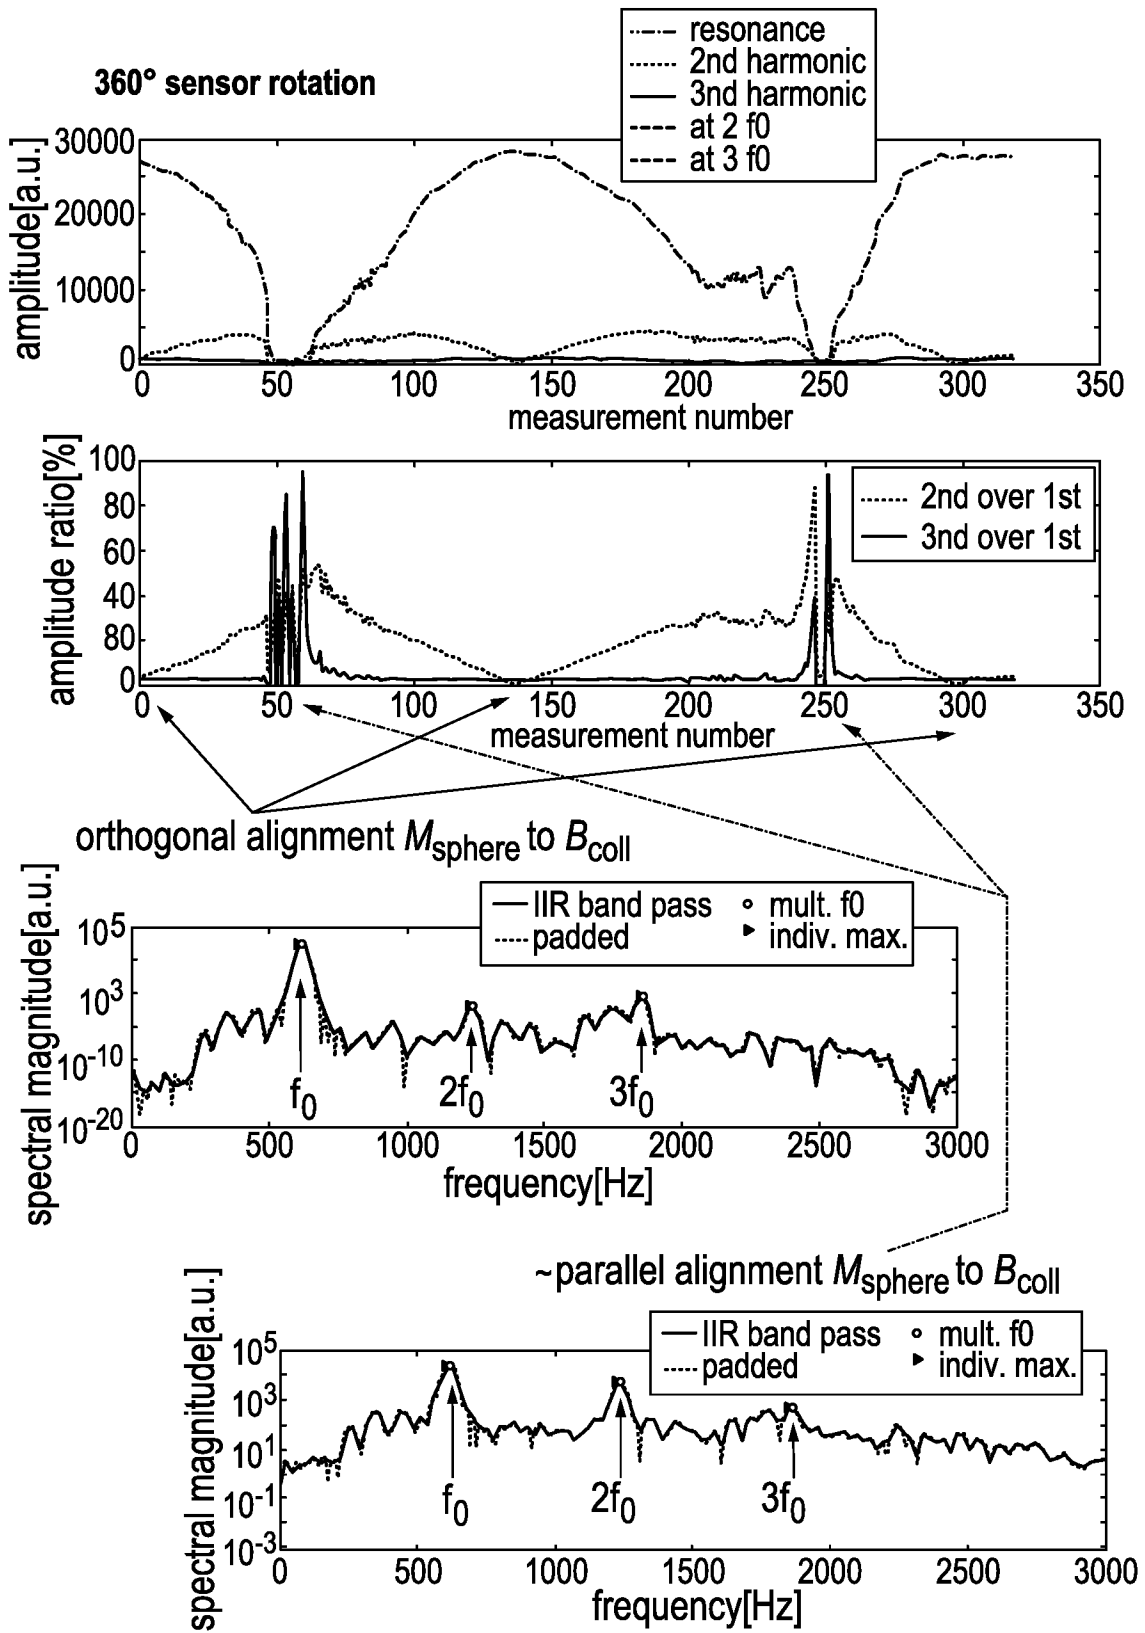 resonance
2nd harmonic
3nd harmonic
at 2 f0
at 3 f0
360° sensor rotation
amplitude[a.u.]
30000
20000
10000
0
0 50 100 150 200 250 300 350
measurement number
amplitude ratio[%]
100
80
60
40
80
0
2nd over 1st
3nd over 1st
0 50 150 200 250 300 350
measurement number
orthogonal alignment Msphere to Bcoll
spectral magnitude[a.u.]
IIR band pass mult. f0
padded indiv. max.
10^5
10^3
10^-10
10^-20
f0 2f0 3f0
0 500 1000 1500 2000 2500 3000
frequency[Hz]
~parallel alignment Msphere to Bcoll
spectral magnitude[a.u.]
IIR band pass mult. f0
padded indiv. max.
10^5
10^3
10^1
10^-1
10^-3
f0 2f0 3f0
0 500 1000 1500 2000 2500 3000
frequency[Hz]